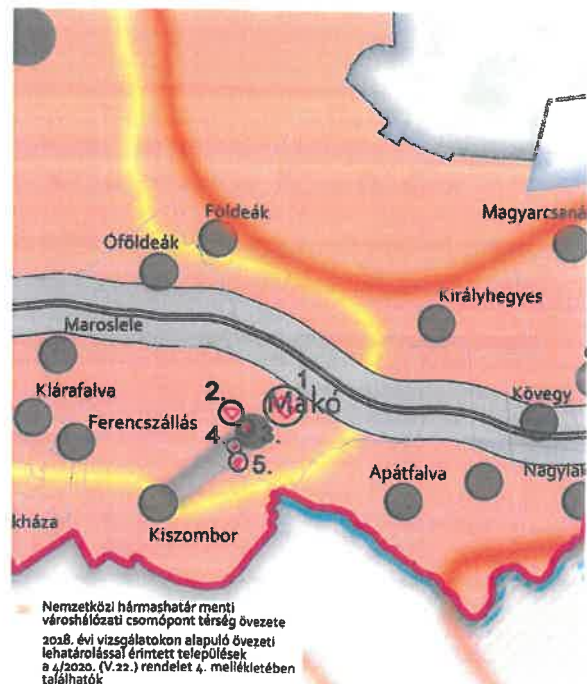 Földeák
Magyarcsaná
Óföldeák
Királyhegyes
Maroslele
1.
Makó
Klárafalva
2.
Kövegy
Ferencszállás
3.
4.
5.
Apátfalva
Nagylak
kháza
Kiszombor
Nemzetközi hármashatár menti
városhálózati csomópont térség övezete
2018. évi vizsgálatokon alapuló övezeti
lehatárolással érintett települések
a 4/2020. (V.22.) rendelet 4. mellékletében
találhatók